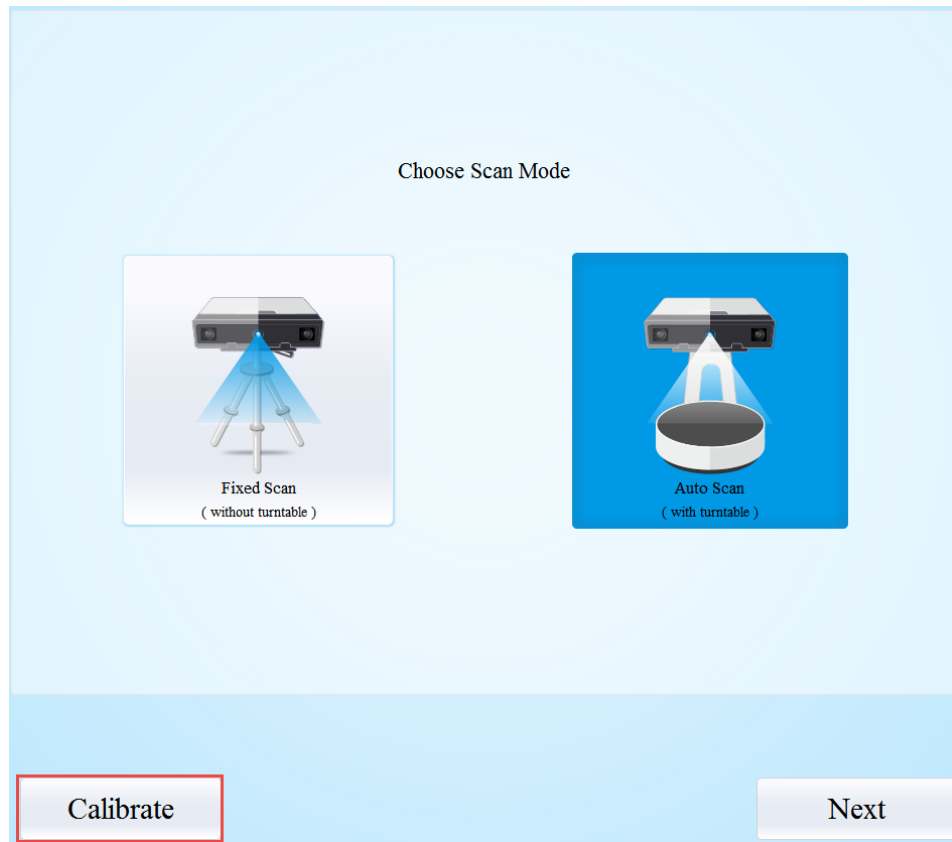 Choose Scan Mode
Fixed Scan
( without turntable )
Auto Scan
( with turntable )
Calibrate
Next